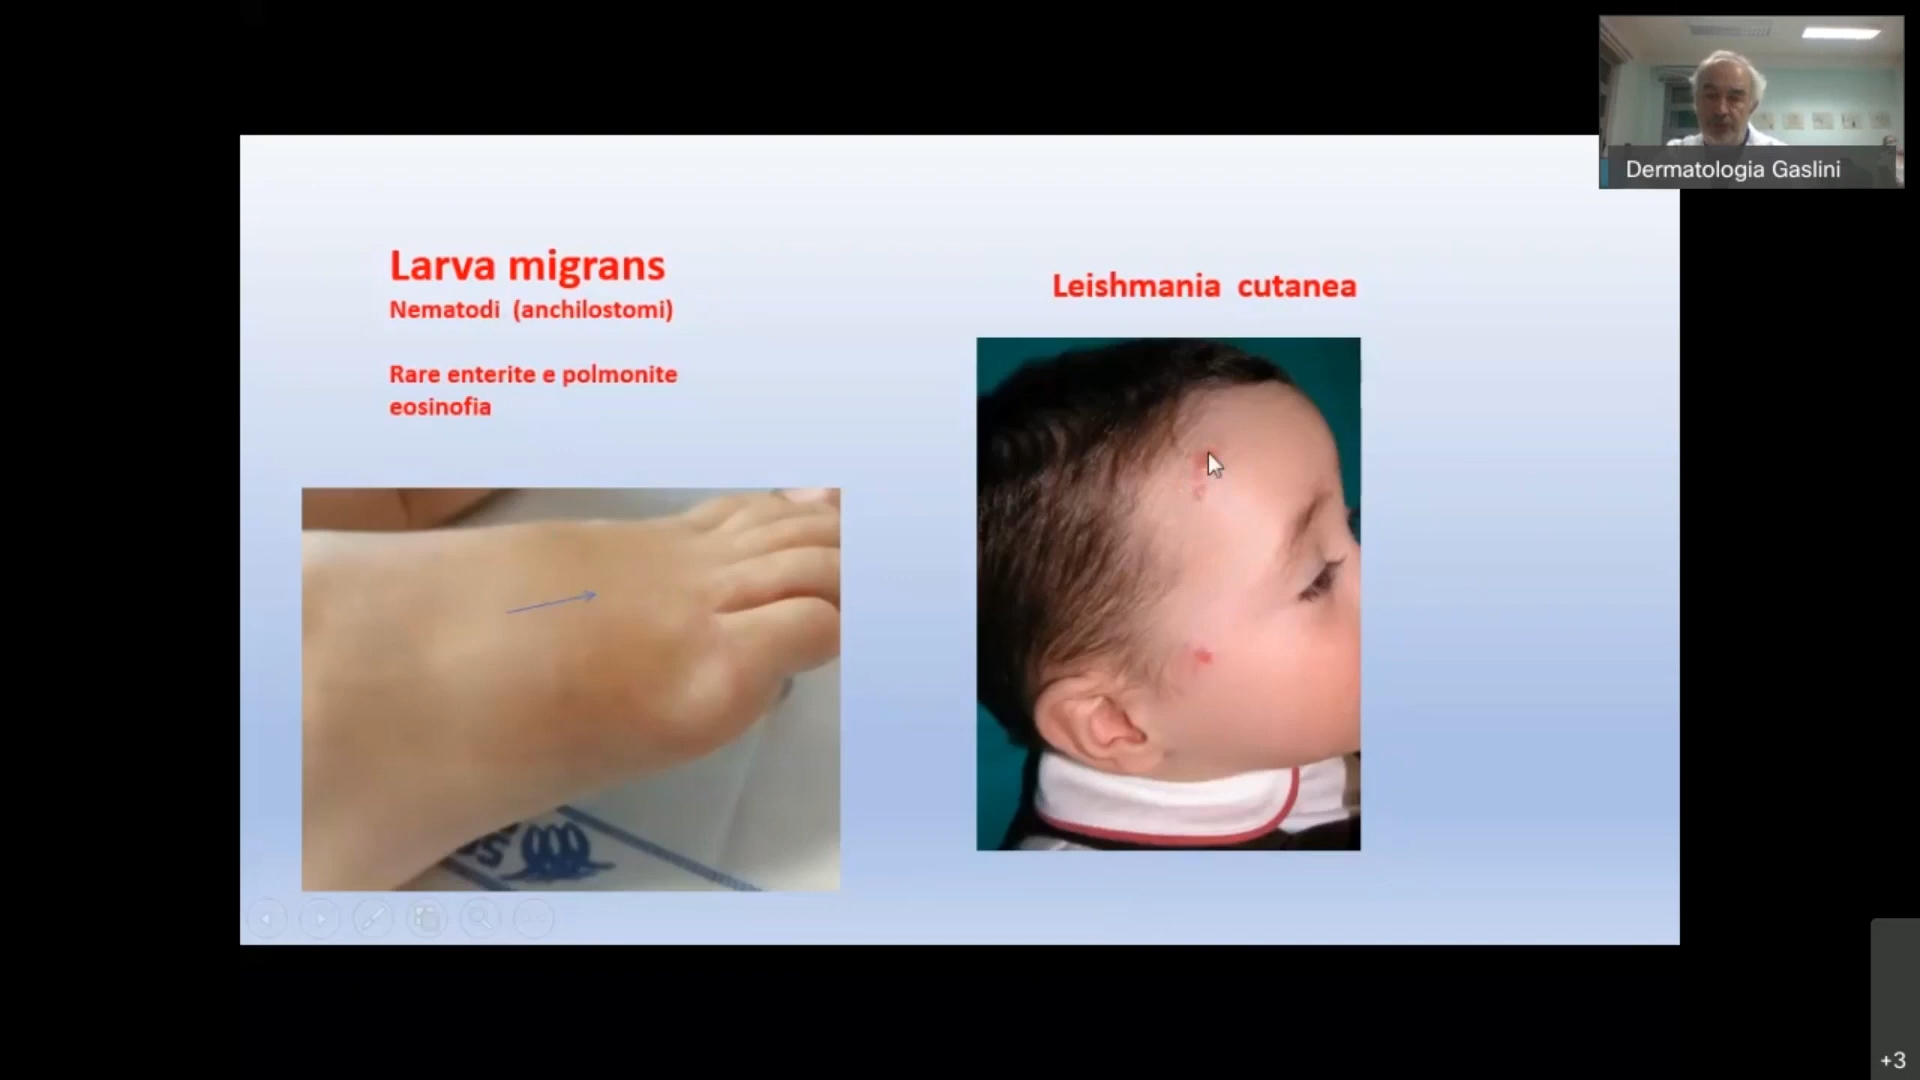 Dermatologia Gaslini
Larva migrans
Nematodi (anchilostomi)
Rare enterite e polmonite
eosinofia
Leishmania cutanea
+3